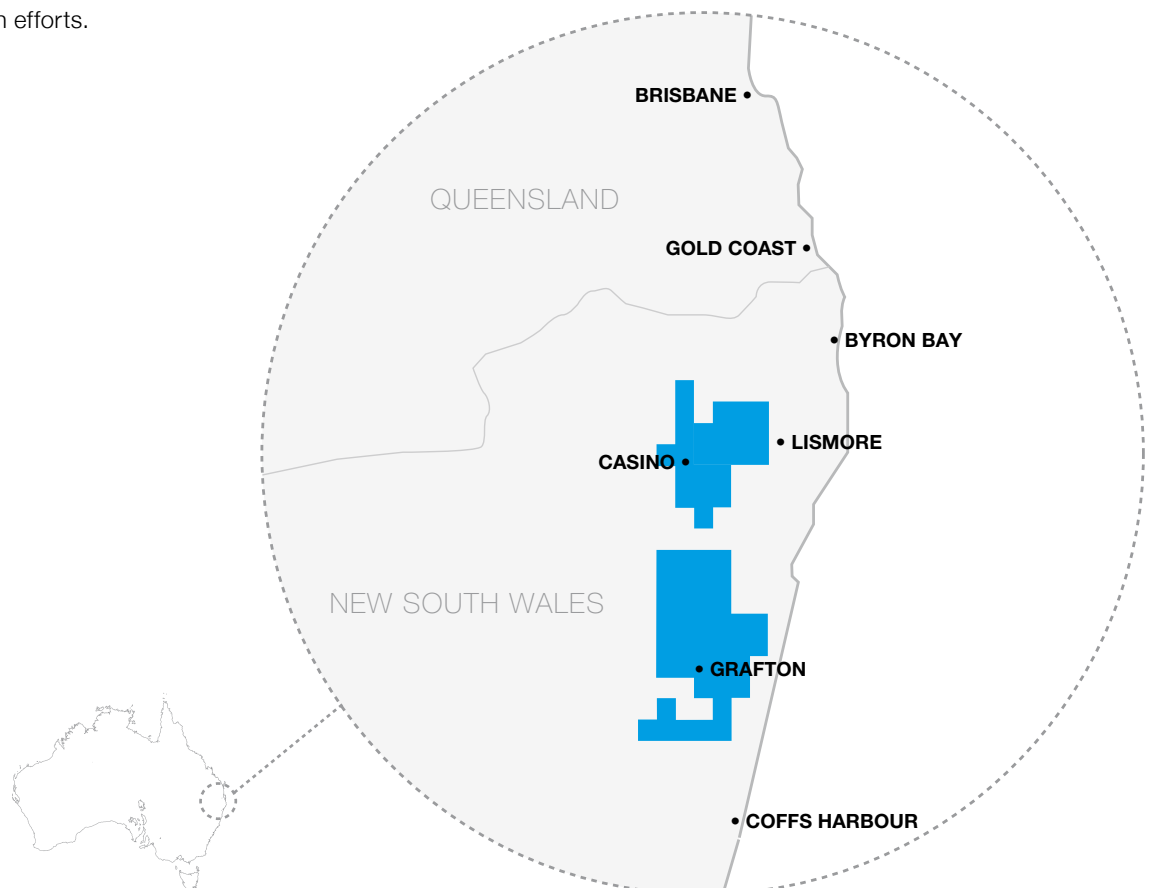 n efforts.
BRISBANE
QUEENSLAND
GOLD COAST
BYRON BAY
LISMORE
CASINO
NEW SOUTH WALES
GRAFTON
COFFS HARBOUR